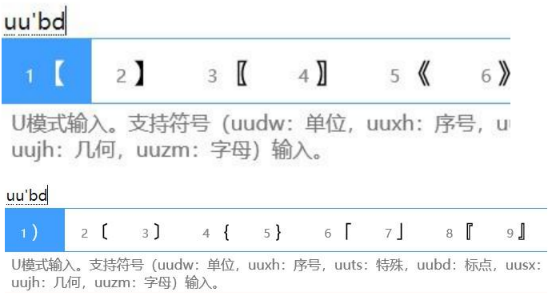 uu'bd
1 【 2 】 3 〖 4 〗 5 《 6 》
U模式输入。支持符号（uudw：单位，uuxh：序号，u
uujh：几何，uuzm：字母）输入。
uu'bd
1 ） 2 〔 3 〕 4 ｛ 5 ｝ 6 「 7 」 8 『 9 』
U模式输入。支持符号（uudw：单位，uuxh：序号，uuts：特殊，uubd：标点，uusx：
uujh：几何，uuzm：字母）输入。